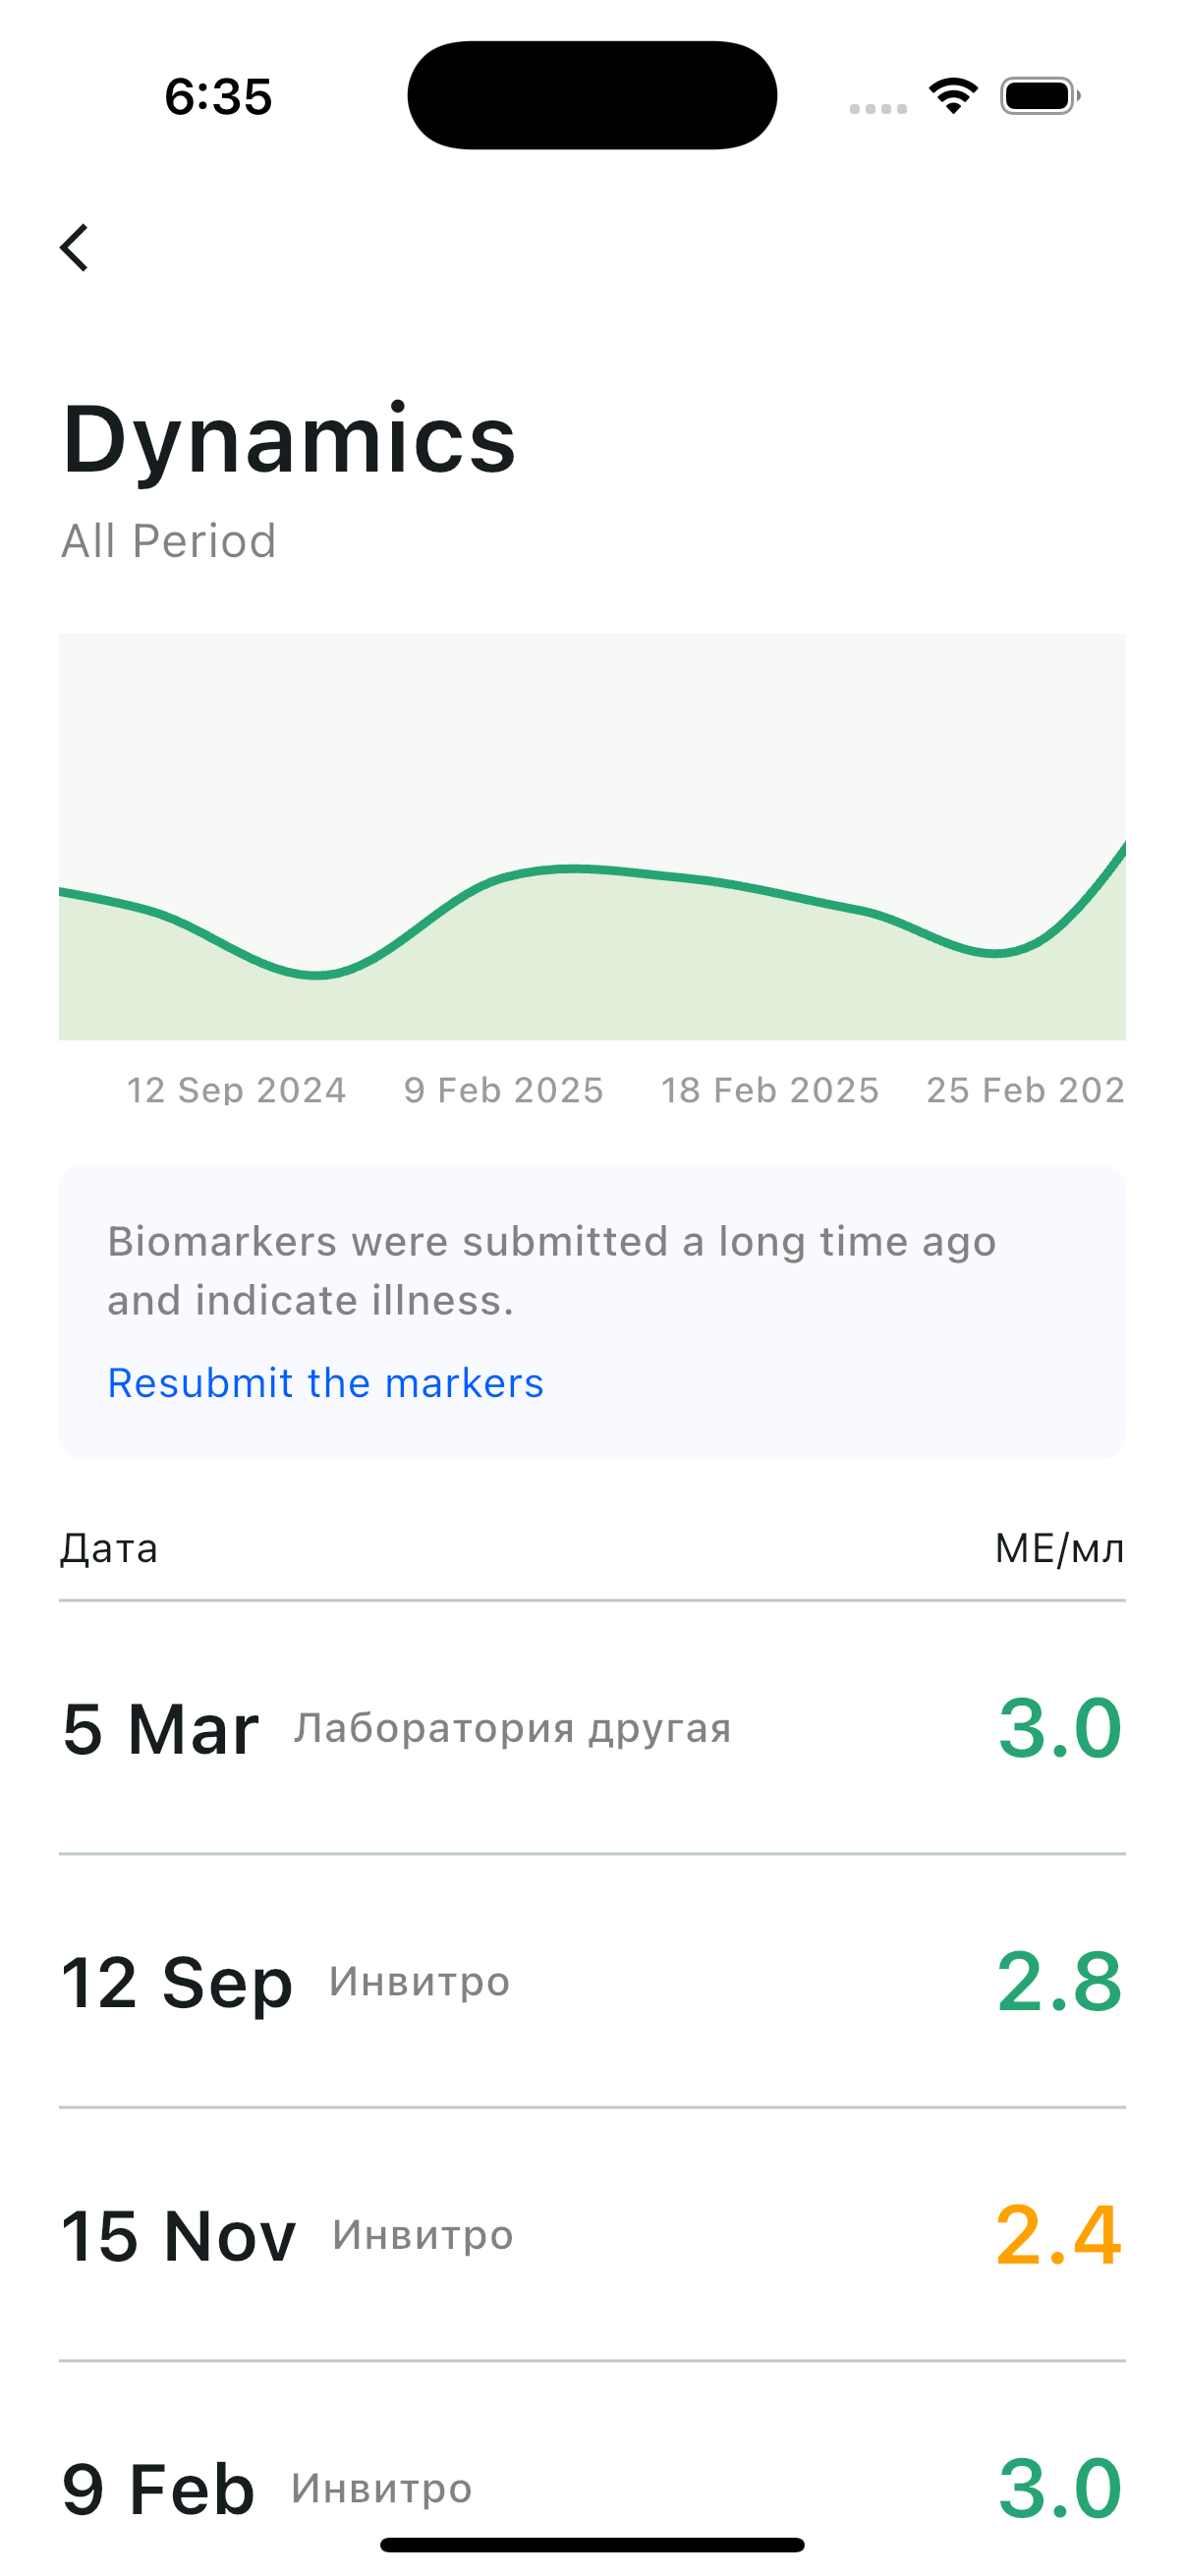 6:35
Dynamics
All Period
12 Sep 2024 9 Feb 2025 18 Feb 2025 25 Feb 202
Biomarkers were submitted a long time ago
and indicate illness.
Resubmit the markers
Дата МЕ/мл
5 Mar Лаборатория другая 3.0
12 Sep Инвитро 2.8
15 Nov Инвитро 2.4
9 Feb Инвитро 3.0